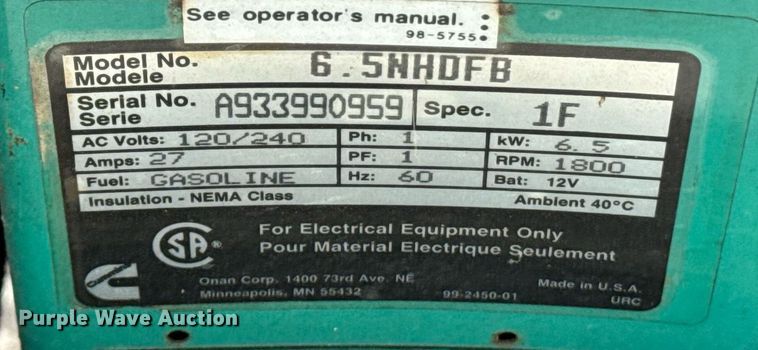 See operator's manual.
98-5755
Model No. 6.5NHDFB
Modele
Serial No. A933990959 Spec. 1F
Serie
AC Volts: 120/240 Ph: 1 kW: 6.5
Amps: 27 PF: 1 RPM: 1800
Fuel: GASOLINE Hz: 60 Bat: 12V
Insulation - NEMA Class Ambient 40°C
CSA® For Electrical Equipment Only
Pour Material Electrique Seulement
Onan Corp. 1400 73rd Ave. NE Made in U.S.A.
Minneapolis, MN 55432 99-2450-01 URC
Purple Wave Auction